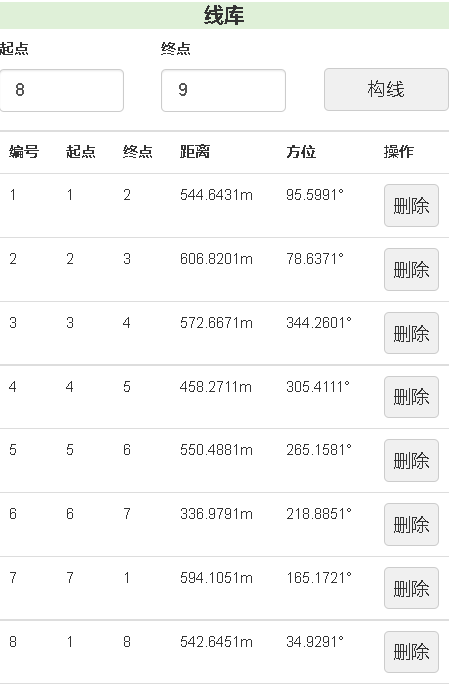 线库
起点 终点
8 9 构线
编号 起点 终点 距离 方位 操作
1 1 2 544.6431m 95.5991° 删除
2 2 3 606.8201m 78.6371° 删除
3 3 4 572.6671m 344.2601° 删除
4 4 5 458.2711m 305.4111° 删除
5 5 6 550.4881m 265.1581° 删除
6 6 7 336.9791m 218.8851° 删除
7 7 1 594.1051m 165.1721° 删除
8 1 8 542.6451m 34.9291° 删除